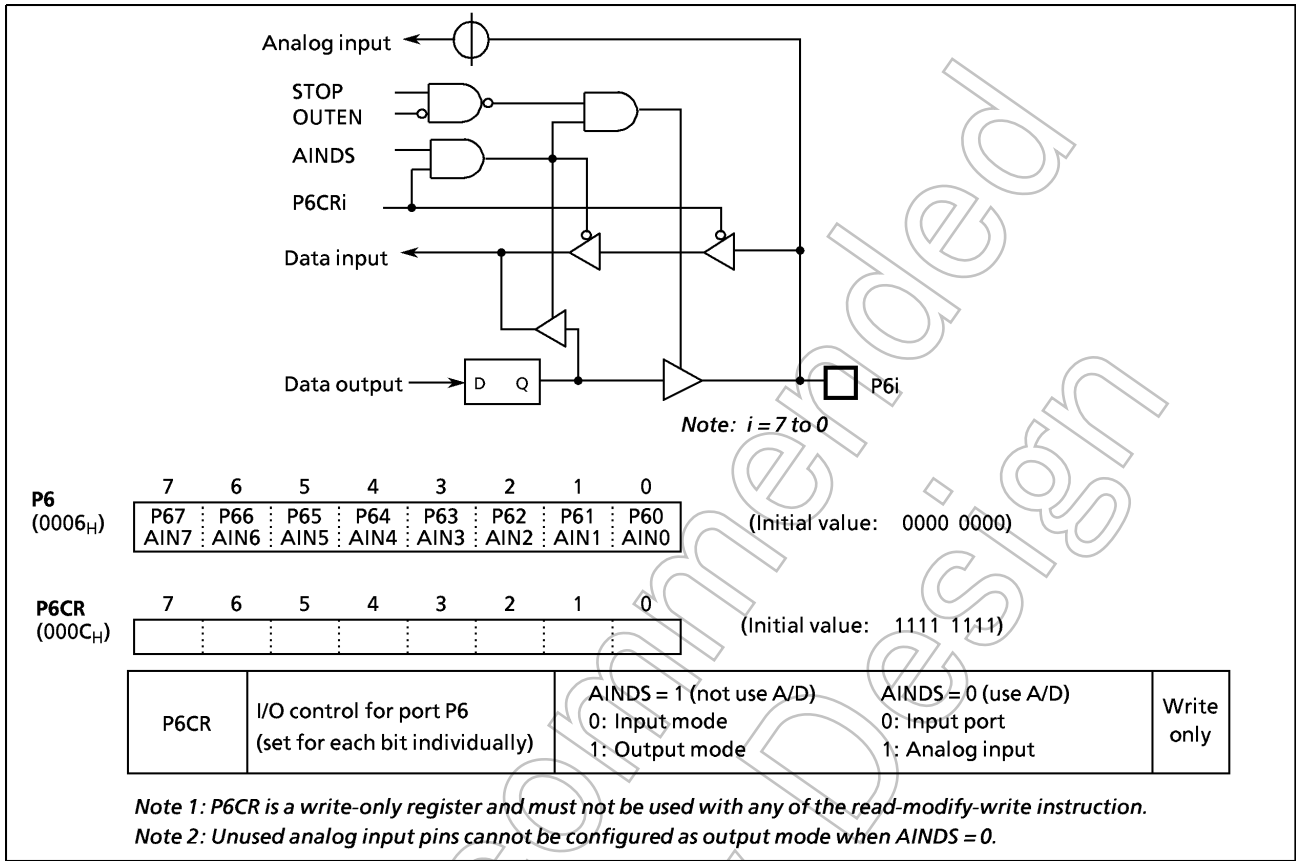 Analog input
STOP
OUTEN
AINDS
P6CRi
Data input
Data output
D Q
P6i
Note: i = 7 to 0
P6
(0006H)
7 6 5 4 3 2 1 0
P67 P66 P65 P64 P63 P62 P61 P60
AIN7 AIN6 AIN5 AIN4 AIN3 AIN2 AIN1 AIN0
(Initial value: 0000 0000)
P6CR
(000CH)
7 6 5 4 3 2 1 0
(Initial value: 1111 1111)
P6CR
I/O control for port P6
(set for each bit individually)
AINDS = 1 (not use A/D)
0: Input mode
1: Output mode
AINDS = 0 (use A/D)
0: Input port
1: Analog input
Write
only
Note 1: P6CR is a write-only register and must not be used with any of the read-modify-write instruction.
Note 2: Unused analog input pins cannot be configured as output mode when AINDS = 0.